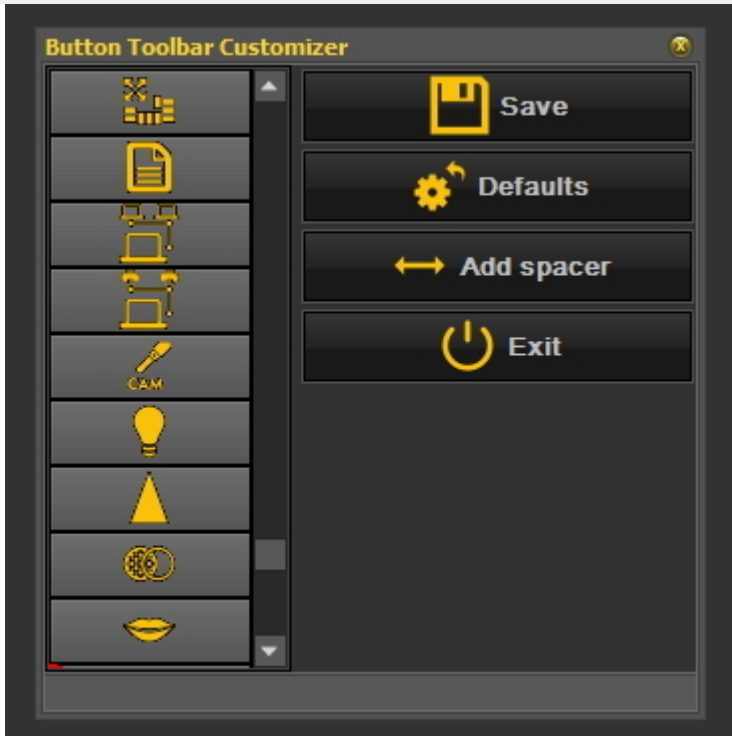 Button Toolbar Customizer
Save
Defaults
Add spacer
Exit
CAM